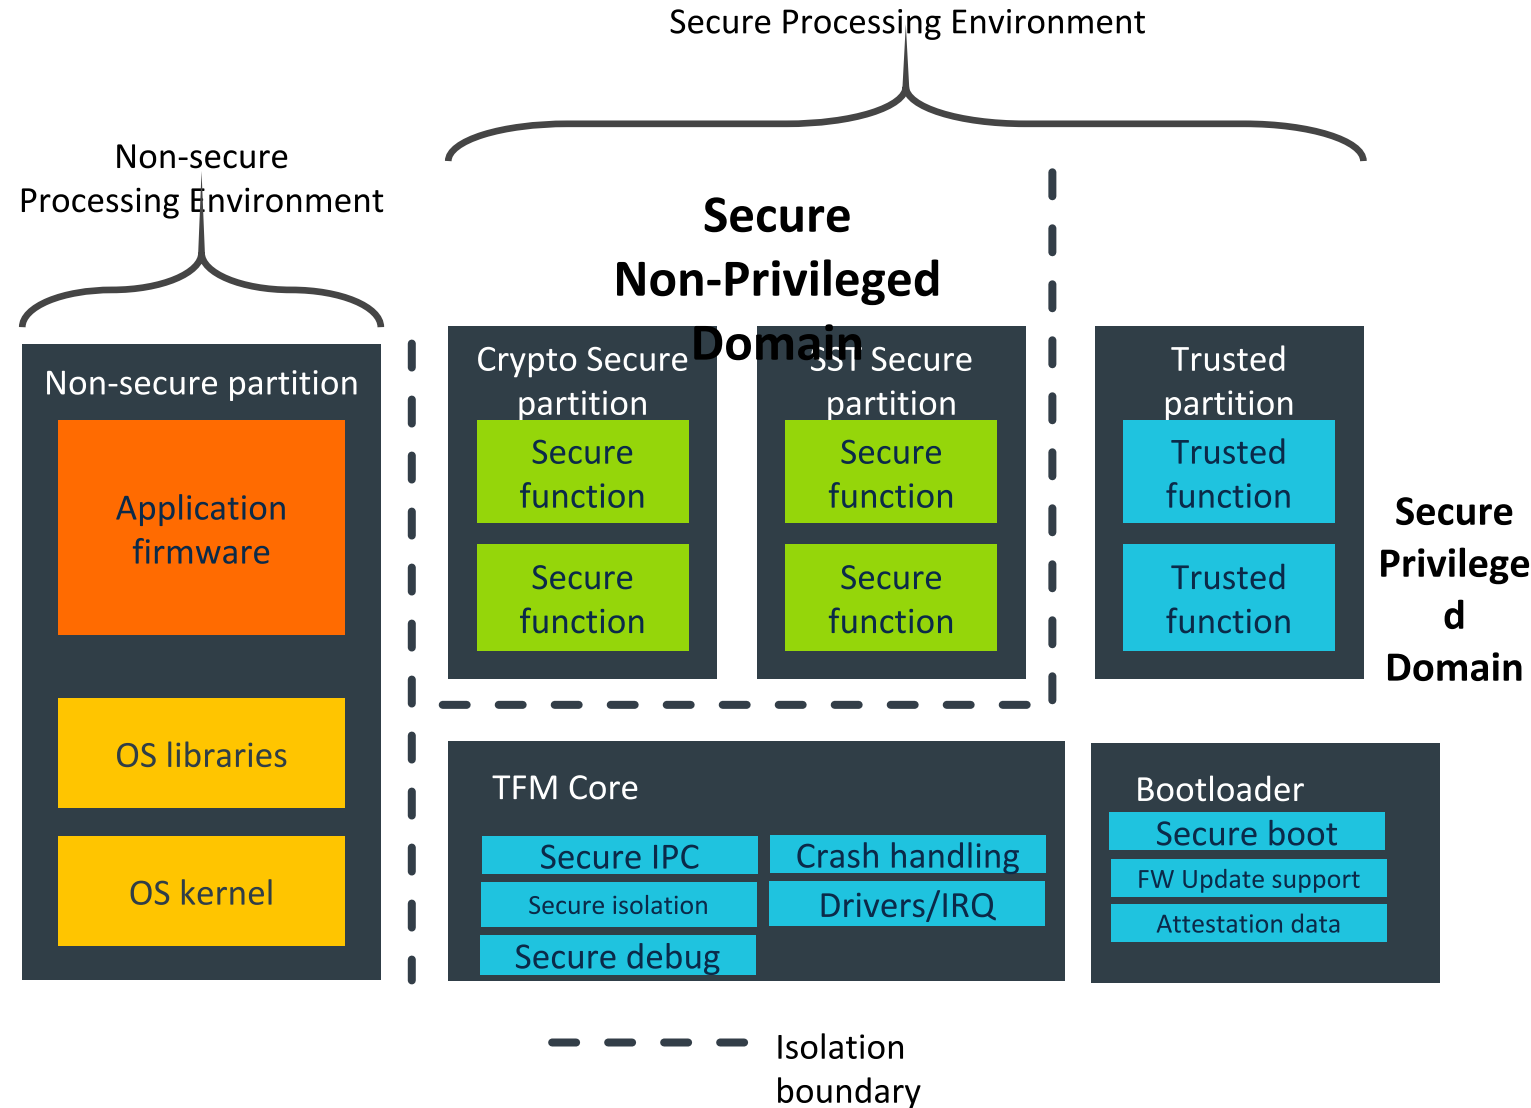 Secure Processing Environment
Non-secure
Processing Environment
Secure
Non-Privileged
Domain
Non-secure partition
Application
firmware
OS libraries
OS kernel
Crypto Secure
partition
Secure
function
Secure
function
SST Secure
partition
Secure
function
Secure
function
Trusted
partition
Trusted
function
Trusted
function
Secure
Privilege
d
Domain
TFM Core
Secure IPC
Secure isolation
Secure debug
Crash handling
Drivers/IRQ
Bootloader
Secure boot
FW Update support
Attestation data
Isolation
boundary